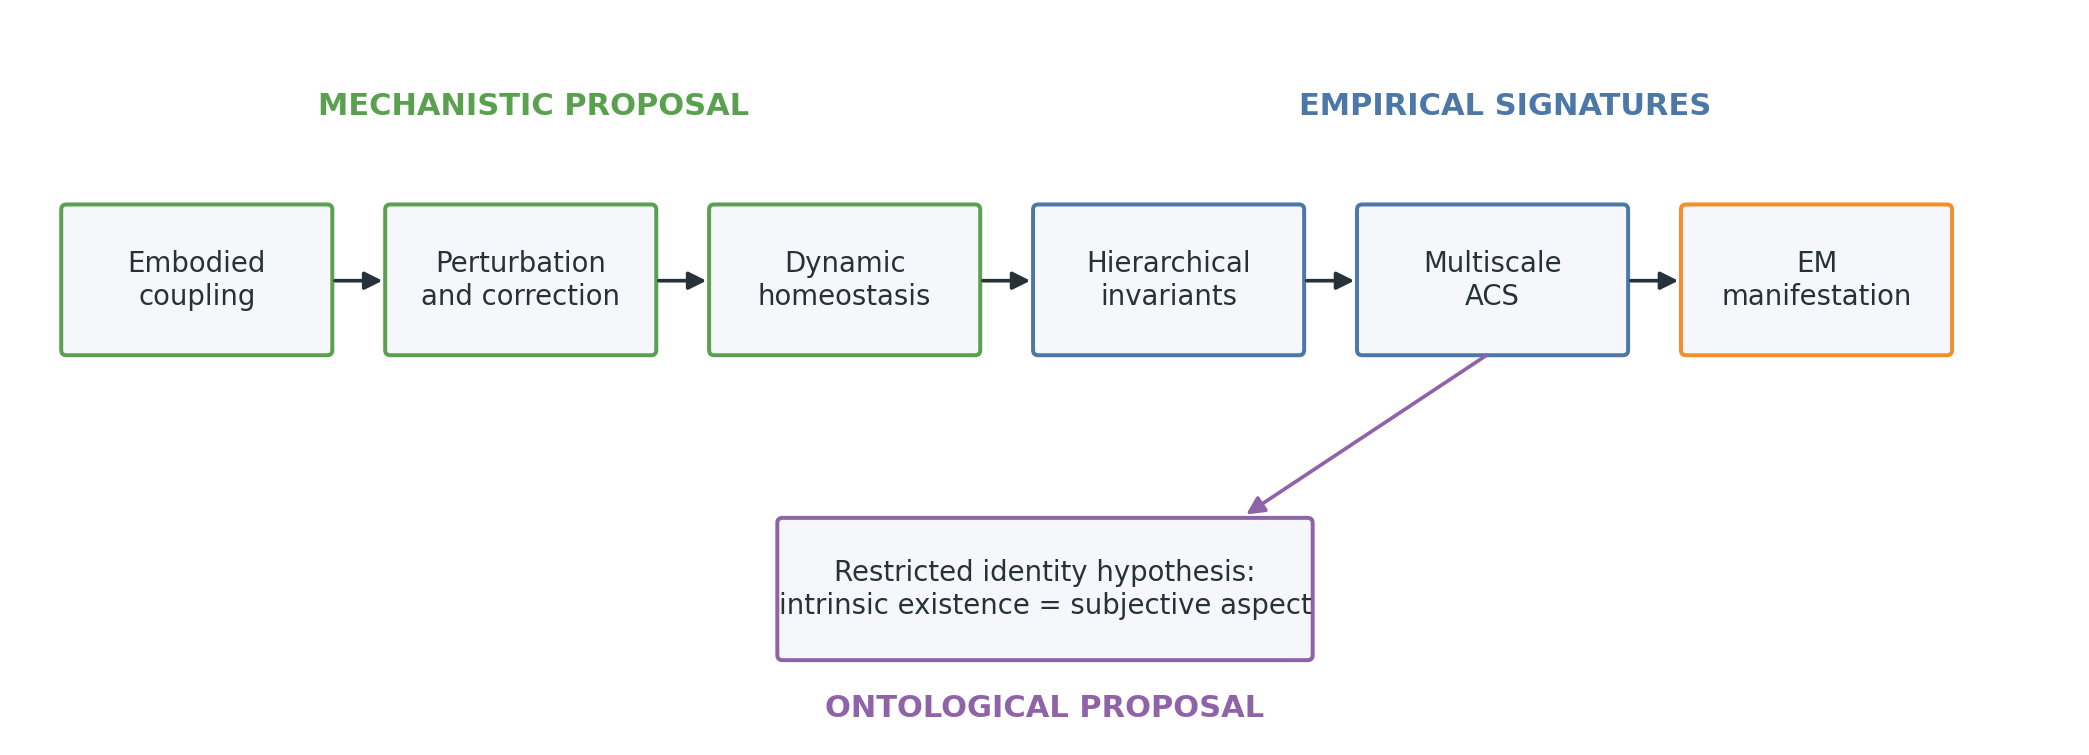 MECHANISTIC PROPOSAL
EMPIRICAL SIGNATURES
Embodied
coupling
Perturbation
and correction
Dynamic
homeostasis
Hierarchical
invariants
Multiscale
ACS
EM
manifestation
Restricted identity hypothesis:
intrinsic existence = subjective aspect
ONTOLOGICAL PROPOSAL